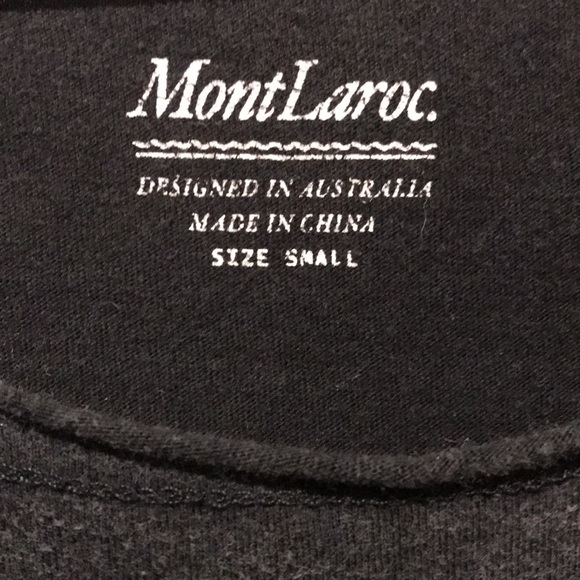 MontLaroc.
DESIGNED IN AUSTRALIA
MADE IN CHINA
SIZE SMALL